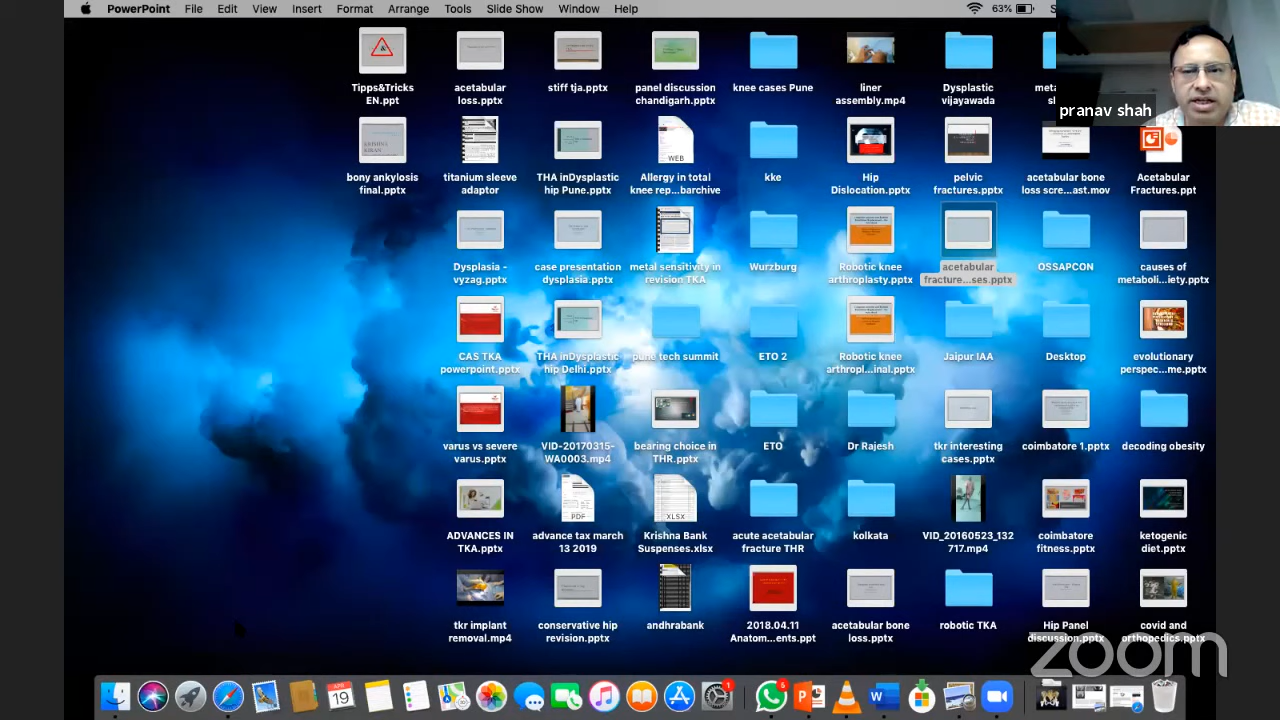 PowerPoint File Edit View Insert Format Arrange Tools Slide Show Window Help 63%
pranav shah
Tipps&Tricks
EN.ppt
acetabular
loss.pptx
stiff tja.pptx
panel discussion
chandigarh.pptx
knee cases Pune
liner
assembly.mp4
Dysplastic
vijayawada
bony ankylosis
final.pptx
titanium sleeve
adaptor
THA inDysplastic
hip Pune.pptx
WEB
Allergy in total
knee rep...barchive
kke
Hip
Dislocation.pptx
pelvic
fractures.pptx
acetabular bone
loss scre...ast.mov
Acetabular
Fractures.ppt
Dysplasia -
vyzag.pptx
case presentation
dysplasia.pptx
metal sensitivity in
revision TKA
Wurzburg
Robotic knee
arthroplasty.pptx
acetabular
fracture...ses.pptx
OSSAPCON
causes of
metaboli...iety.pptx
CAS TKA
powerpoint.pptx
THA inDysplastic
hip Delhi.pptx
pune tech summit
ETO 2
Robotic knee
arthropl...inal.pptx
Jaipur IAA
Desktop
evolutionary
perspec...me.pptx
varus vs severe
varus.pptx
VID-20170315-
WA0003.mp4
bearing choice in
THR.pptx
ETO
Dr Rajesh
tkr interesting
cases.pptx
coimbatore 1.pptx
decoding obesity
ADVANCES IN
TKA.pptx
PDF
advance tax march
13 2019
XLSX
Krishna Bank
Suspenses.xlsx
acute acetabular
fracture THR
kolkata
VID_20160523_132
717.mp4
coimbatore
fitness.pptx
ketogenic
diet.pptx
tkr implant
removal.mp4
conservative hip
revision.pptx
andhrabank
2018.04.11
Anatom...ents.ppt
acetabular bone
loss.pptx
robotic TKA
Hip Panel
discussion.pptx
covid and
orthopedics.pptx
zoom
APR
19
1
5